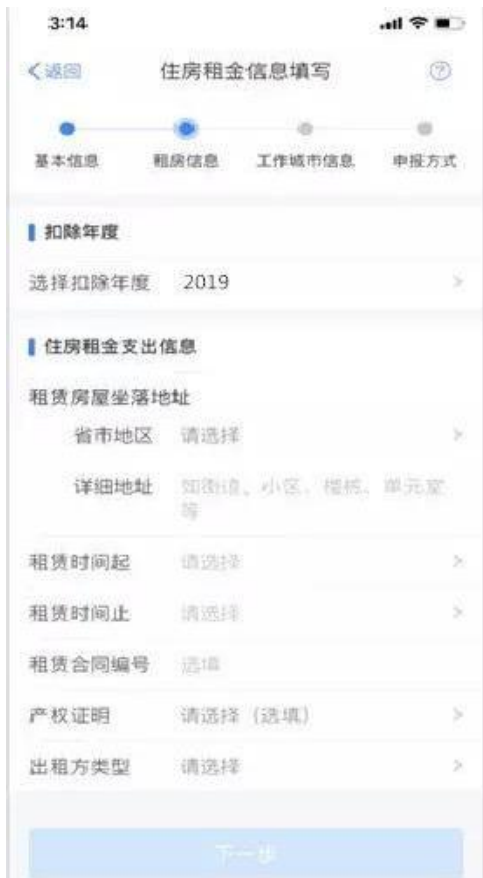 3:14
返回 住房租金信息填写
基本信息 租房信息 工作城市信息 申报方式
扣除年度
选择扣除年度 2019
住房租金支出信息
租赁房屋坐落地址
省市地区 请选择
详细地址 如街道、小区、楼栋、单元室
等
租赁时间起 请选择
租赁时间止 请选择
租赁合同编号 选填
产权证明 请选择（选填）
出租方类型 请选择
下一步